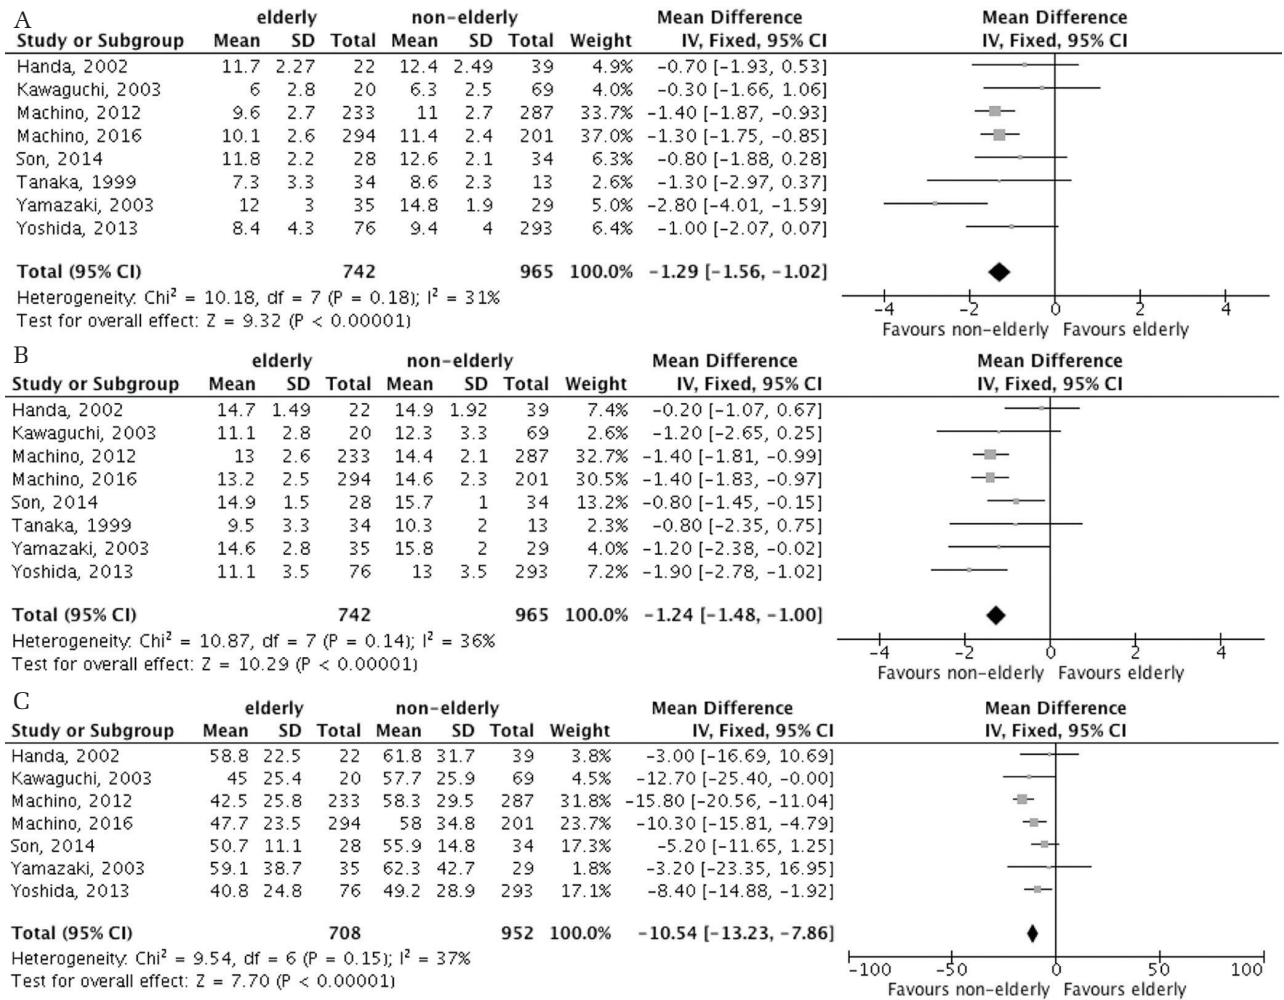 A
elderly non-elderly Mean Difference Mean Difference
Study or Subgroup Mean SD Total Mean SD Total Weight IV, Fixed, 95% CI IV, Fixed, 95% CI
Handa, 2002 11.7 2.27 22 12.4 2.49 39 4.9% -0.70 [-1.93, 0.53]
Kawaguchi, 2003 6 2.8 20 6.3 2.5 69 4.0% -0.30 [-1.66, 1.06]
Machino, 2012 9.6 2.7 233 11 2.7 287 33.7% -1.40 [-1.87, -0.93]
Machino, 2016 10.1 2.6 294 11.4 2.4 201 37.0% -1.30 [-1.75, -0.85]
Son, 2014 11.8 2.2 28 12.6 2.1 34 6.3% -0.80 [-1.88, 0.28]
Tanaka, 1999 7.3 3.3 34 8.6 2.3 13 2.6% -1.30 [-2.97, 0.37]
Yamazaki, 2003 12 3 35 14.8 1.9 29 5.0% -2.80 [-4.01, -1.59]
Yoshida, 2013 8.4 4.3 76 9.4 4 293 6.4% -1.00 [-2.07, 0.07]
Total (95% CI) 742 965 100.0% -1.29 [-1.56, -1.02]
Heterogeneity: Chi² = 10.18, df = 7 (P = 0.18); I² = 31%
Test for overall effect: Z = 9.32 (P < 0.00001)
-4 -2 0 2 4
Favours non-elderly Favours elderly
B
elderly non-elderly Mean Difference Mean Difference
Study or Subgroup Mean SD Total Mean SD Total Weight IV, Fixed, 95% CI IV, Fixed, 95% CI
Handa, 2002 14.7 1.49 22 14.9 1.92 39 7.4% -0.20 [-1.07, 0.67]
Kawaguchi, 2003 11.1 2.8 20 12.3 3.3 69 2.6% -1.20 [-2.65, 0.25]
Machino, 2012 13 2.6 233 14.4 2.1 287 32.7% -1.40 [-1.81, -0.99]
Machino, 2016 13.2 2.5 294 14.6 2.3 201 30.5% -1.40 [-1.83, -0.97]
Son, 2014 14.9 1.5 28 15.7 1 34 13.2% -0.80 [-1.45, -0.15]
Tanaka, 1999 9.5 3.3 34 10.3 2 13 2.3% -0.80 [-2.35, 0.75]
Yamazaki, 2003 14.6 2.8 35 15.8 2 29 4.0% -1.20 [-2.38, -0.02]
Yoshida, 2013 11.1 3.5 76 13 3.5 293 7.2% -1.90 [-2.78, -1.02]
Total (95% CI) 742 965 100.0% -1.24 [-1.48, -1.00]
Heterogeneity: Chi² = 10.87, df = 7 (P = 0.14); I² = 36%
Test for overall effect: Z = 10.29 (P < 0.00001)
-4 -2 0 2 4
Favours non-elderly Favours elderly
C
elderly non-elderly Mean Difference Mean Difference
Study or Subgroup Mean SD Total Mean SD Total Weight IV, Fixed, 95% CI IV, Fixed, 95% CI
Handa, 2002 58.8 22.5 22 61.8 31.7 39 3.8% -3.00 [-16.69, 10.69]
Kawaguchi, 2003 45 25.4 20 57.7 25.9 69 4.5% -12.70 [-25.40, -0.00]
Machino, 2012 42.5 25.8 233 58.3 29.5 287 31.8% -15.80 [-20.56, -11.04]
Machino, 2016 47.7 23.5 294 58 34.8 201 23.7% -10.30 [-15.81, -4.79]
Son, 2014 50.7 11.1 28 55.9 14.8 34 17.3% -5.20 [-11.65, 1.25]
Yamazaki, 2003 59.1 38.7 35 62.3 42.7 29 1.8% -3.20 [-23.35, 16.95]
Yoshida, 2013 40.8 24.8 76 49.2 28.9 293 17.1% -8.40 [-14.88, -1.92]
Total (95% CI) 708 952 100.0% -10.54 [-13.23, -7.86]
Heterogeneity: Chi² = 9.54, df = 6 (P = 0.15); I² = 37%
Test for overall effect: Z = 7.70 (P < 0.00001)
-100 -50 0 50 100
Favours non-elderly Favours elderly